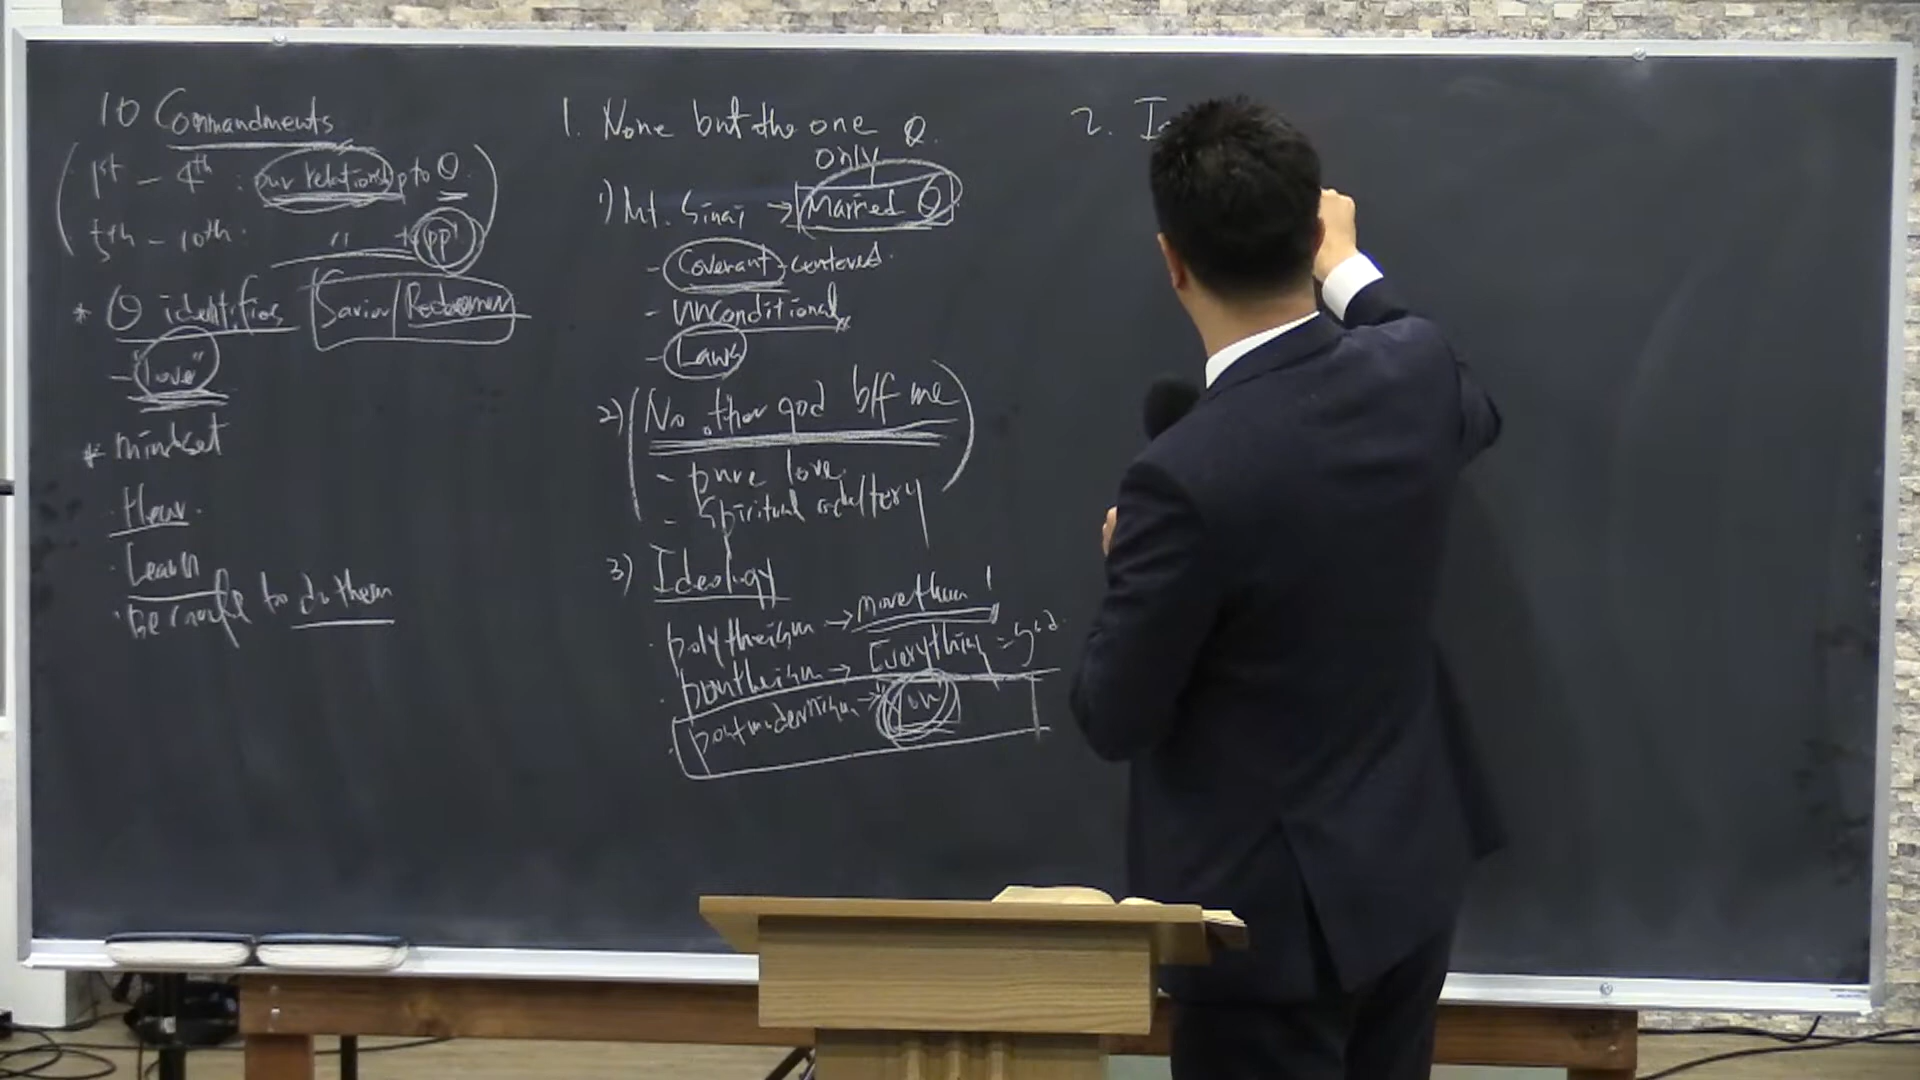 10 Commandments
1st - 4th : our relationship to Θ
5th - 10th : " to ppl
* Θ identifies Savior / Redeemer
- "love"
* mindset
· Hear
· Learn
· Be careful to do them
1. None but the one Θ.
only
1) Mt. Sinai → Married Θ
- Covenant-centered
- unconditional
- Laws
2) No other god b/f me
- pure love
- Spiritual adultery
3) Ideology
· polytheism → more than 1
· pantheism → Everything = god
· postmodernism →
2. I